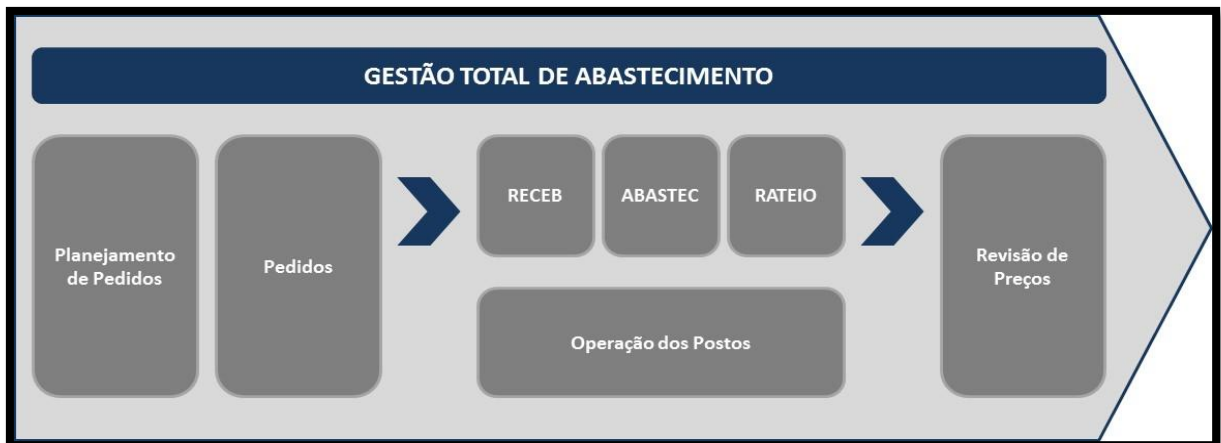 GESTÃO TOTAL DE ABASTECIMENTO
Planejamento
de Pedidos
Pedidos
RECEB
ABASTEC
RATEIO
Operação dos Postos
Revisão de
Preços